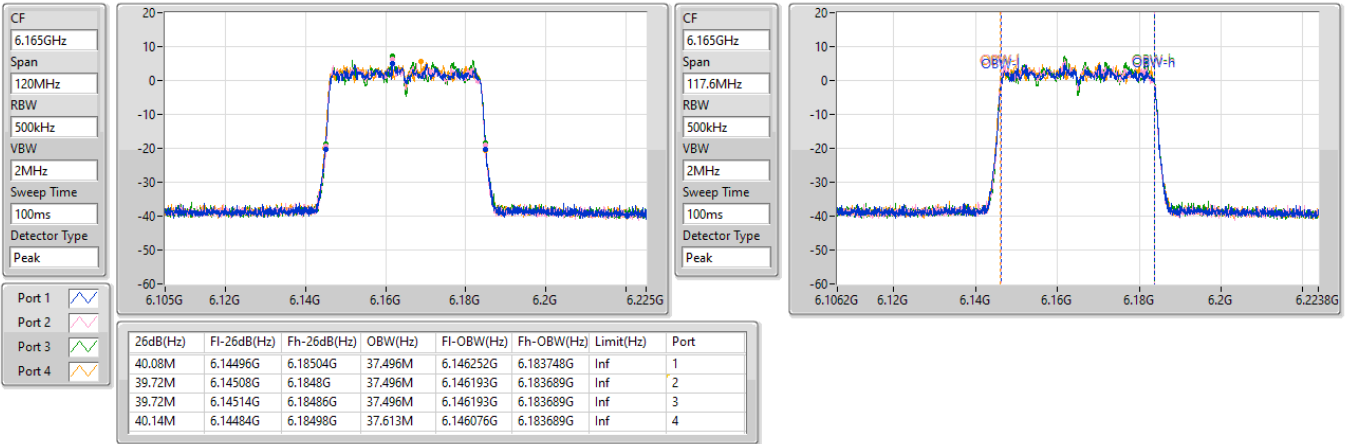 CF
6.165GHz
Span
120MHz
RBW
500kHz
VBW
2MHz
Sweep Time
100ms
Detector Type
Peak
20
10
0
-10
-20
-30
-40
-50
-60
6.105G 6.12G 6.14G 6.16G 6.18G 6.2G 6.225G
CF
6.165GHz
Span
117.6MHz
RBW
500kHz
VBW
2MHz
Sweep Time
100ms
Detector Type
Peak
20
10
0
-10
-20
-30
-40
-50
-60
OBW-l OBW-h
6.1062G 6.12G 6.14G 6.16G 6.18G 6.2G 6.2238G
Port 1
Port 2
Port 3
Port 4
26dB(Hz) Fl-26dB(Hz) Fh-26dB(Hz) OBW(Hz) Fl-OBW(Hz) Fh-OBW(Hz) Limit(Hz) Port
40.08M 6.14496G 6.18504G 37.496M 6.146252G 6.183748G Inf 1
39.72M 6.14508G 6.1848G 37.496M 6.146193G 6.183689G Inf 2
39.72M 6.14514G 6.18486G 37.496M 6.146193G 6.183689G Inf 3
40.14M 6.14484G 6.18498G 37.613M 6.146076G 6.183689G Inf 4